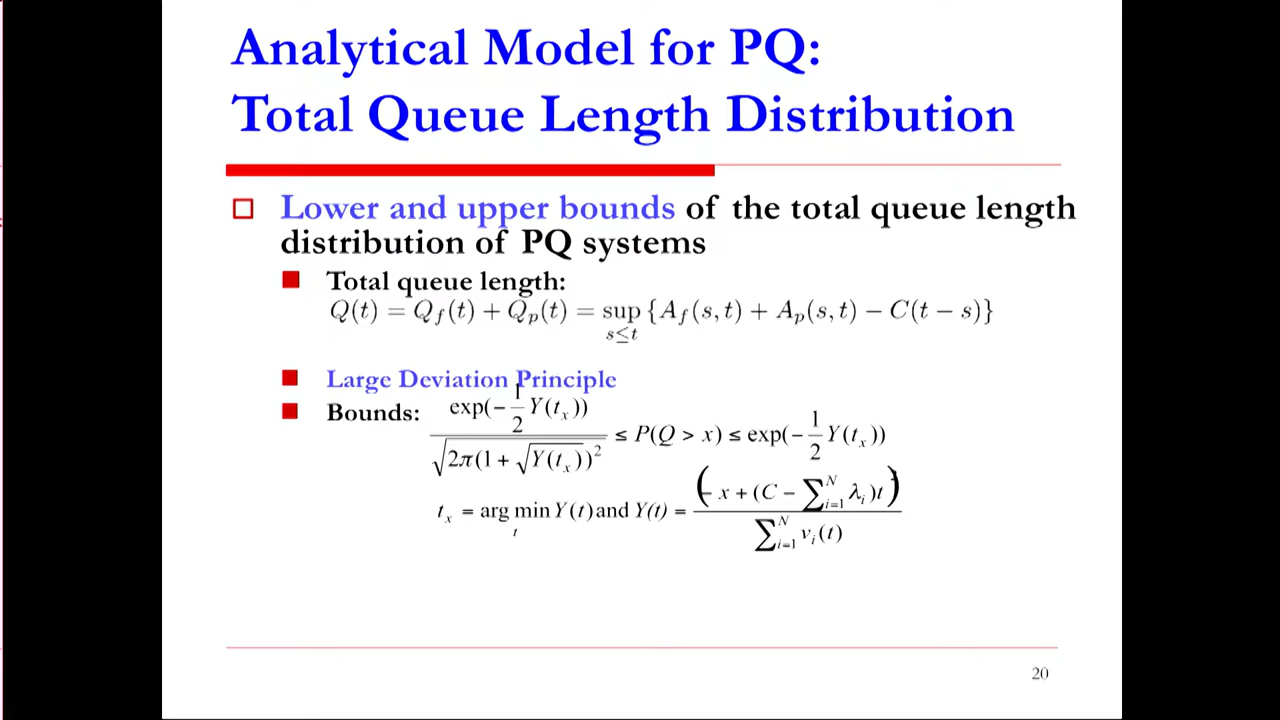 Analytical Model for PQ:
Total Queue Length Distribution
Lower and upper bounds of the total queue length
distribution of PQ systems
Total queue length:
Q(t) = Q_f(t) + Q_p(t) = sup_{s≤t} {A_f(s, t) + A_p(s, t) − C(t − s)}
Large Deviation Principle
Bounds: exp(−1/2 Y(t_x)) / √(2π(1 + √Y(t_x))²) ≤ P(Q > x) ≤ exp(−1/2 Y(t_x))
t_x = arg min_t Y(t) and Y(t) = (− x + (C − ∑_{i=1}^N λ_i)t) / ∑_{i=1}^N v_i(t)
20